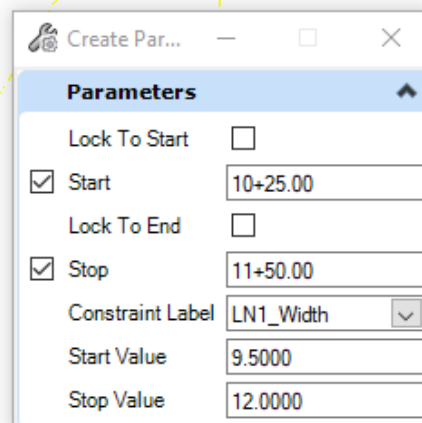 Create Par...
Parameters
Lock To Start
Start 10+25.00
Lock To End
Stop 11+50.00
Constraint Label LN1_Width
Start Value 9.5000
Stop Value 12.0000